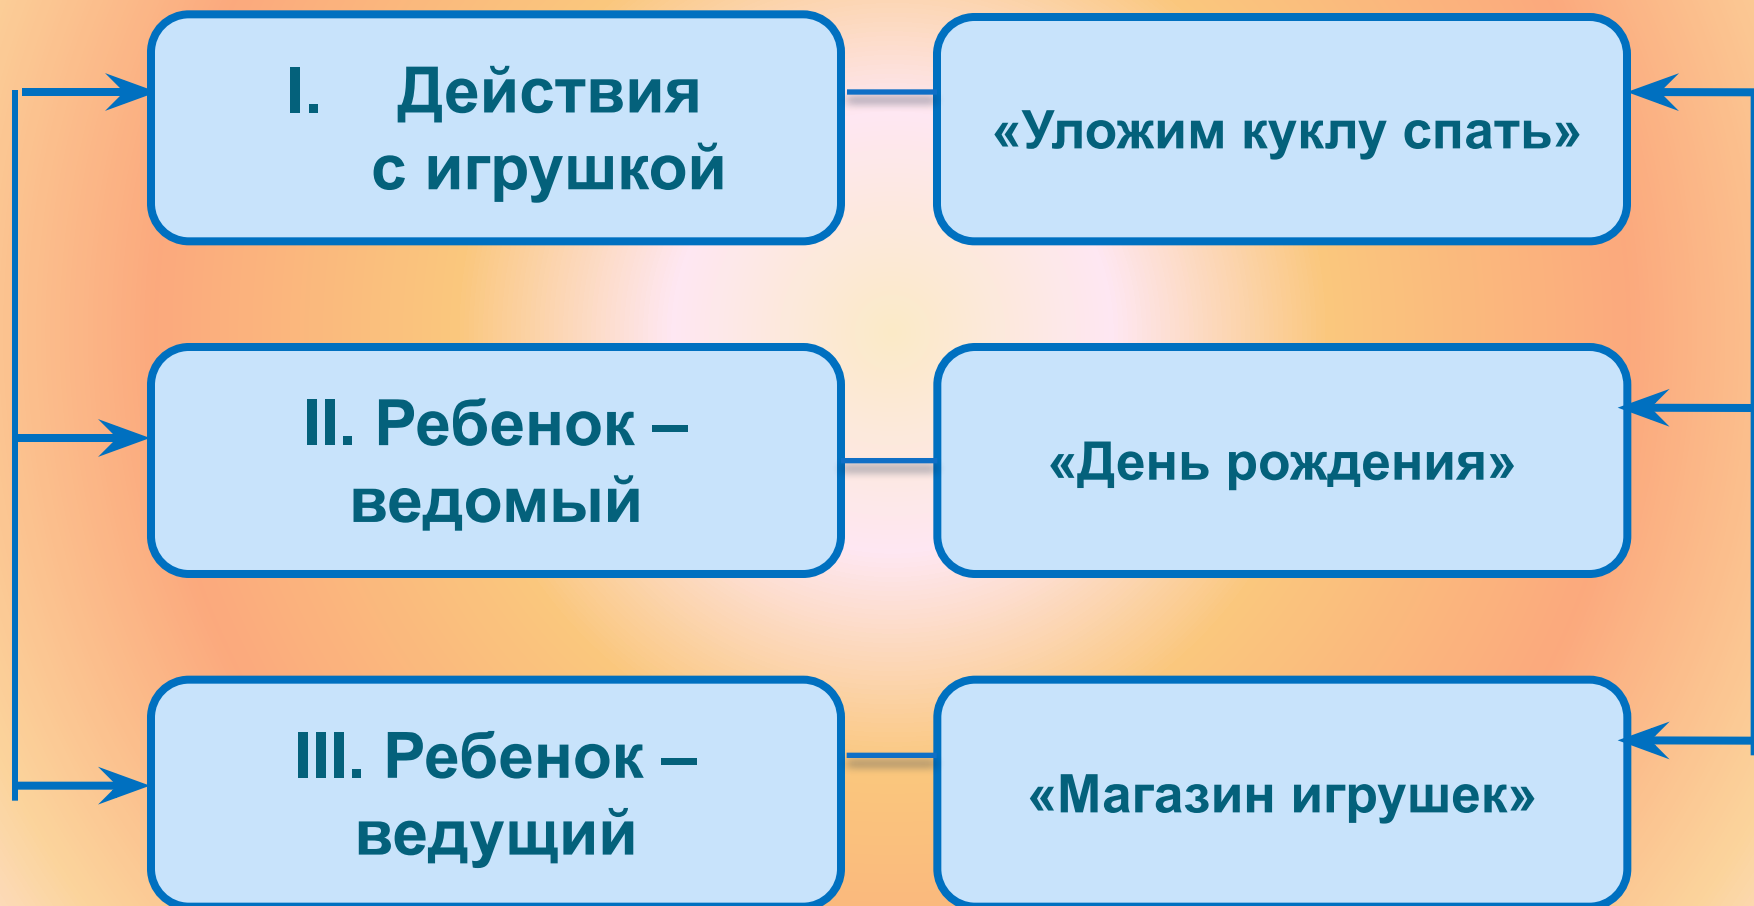 I. Действия
с игрушкой
«Уложим куклу спать»
II. Ребенок –
ведомый
«День рождения»
III. Ребенок –
ведущий
«Магазин игрушек»